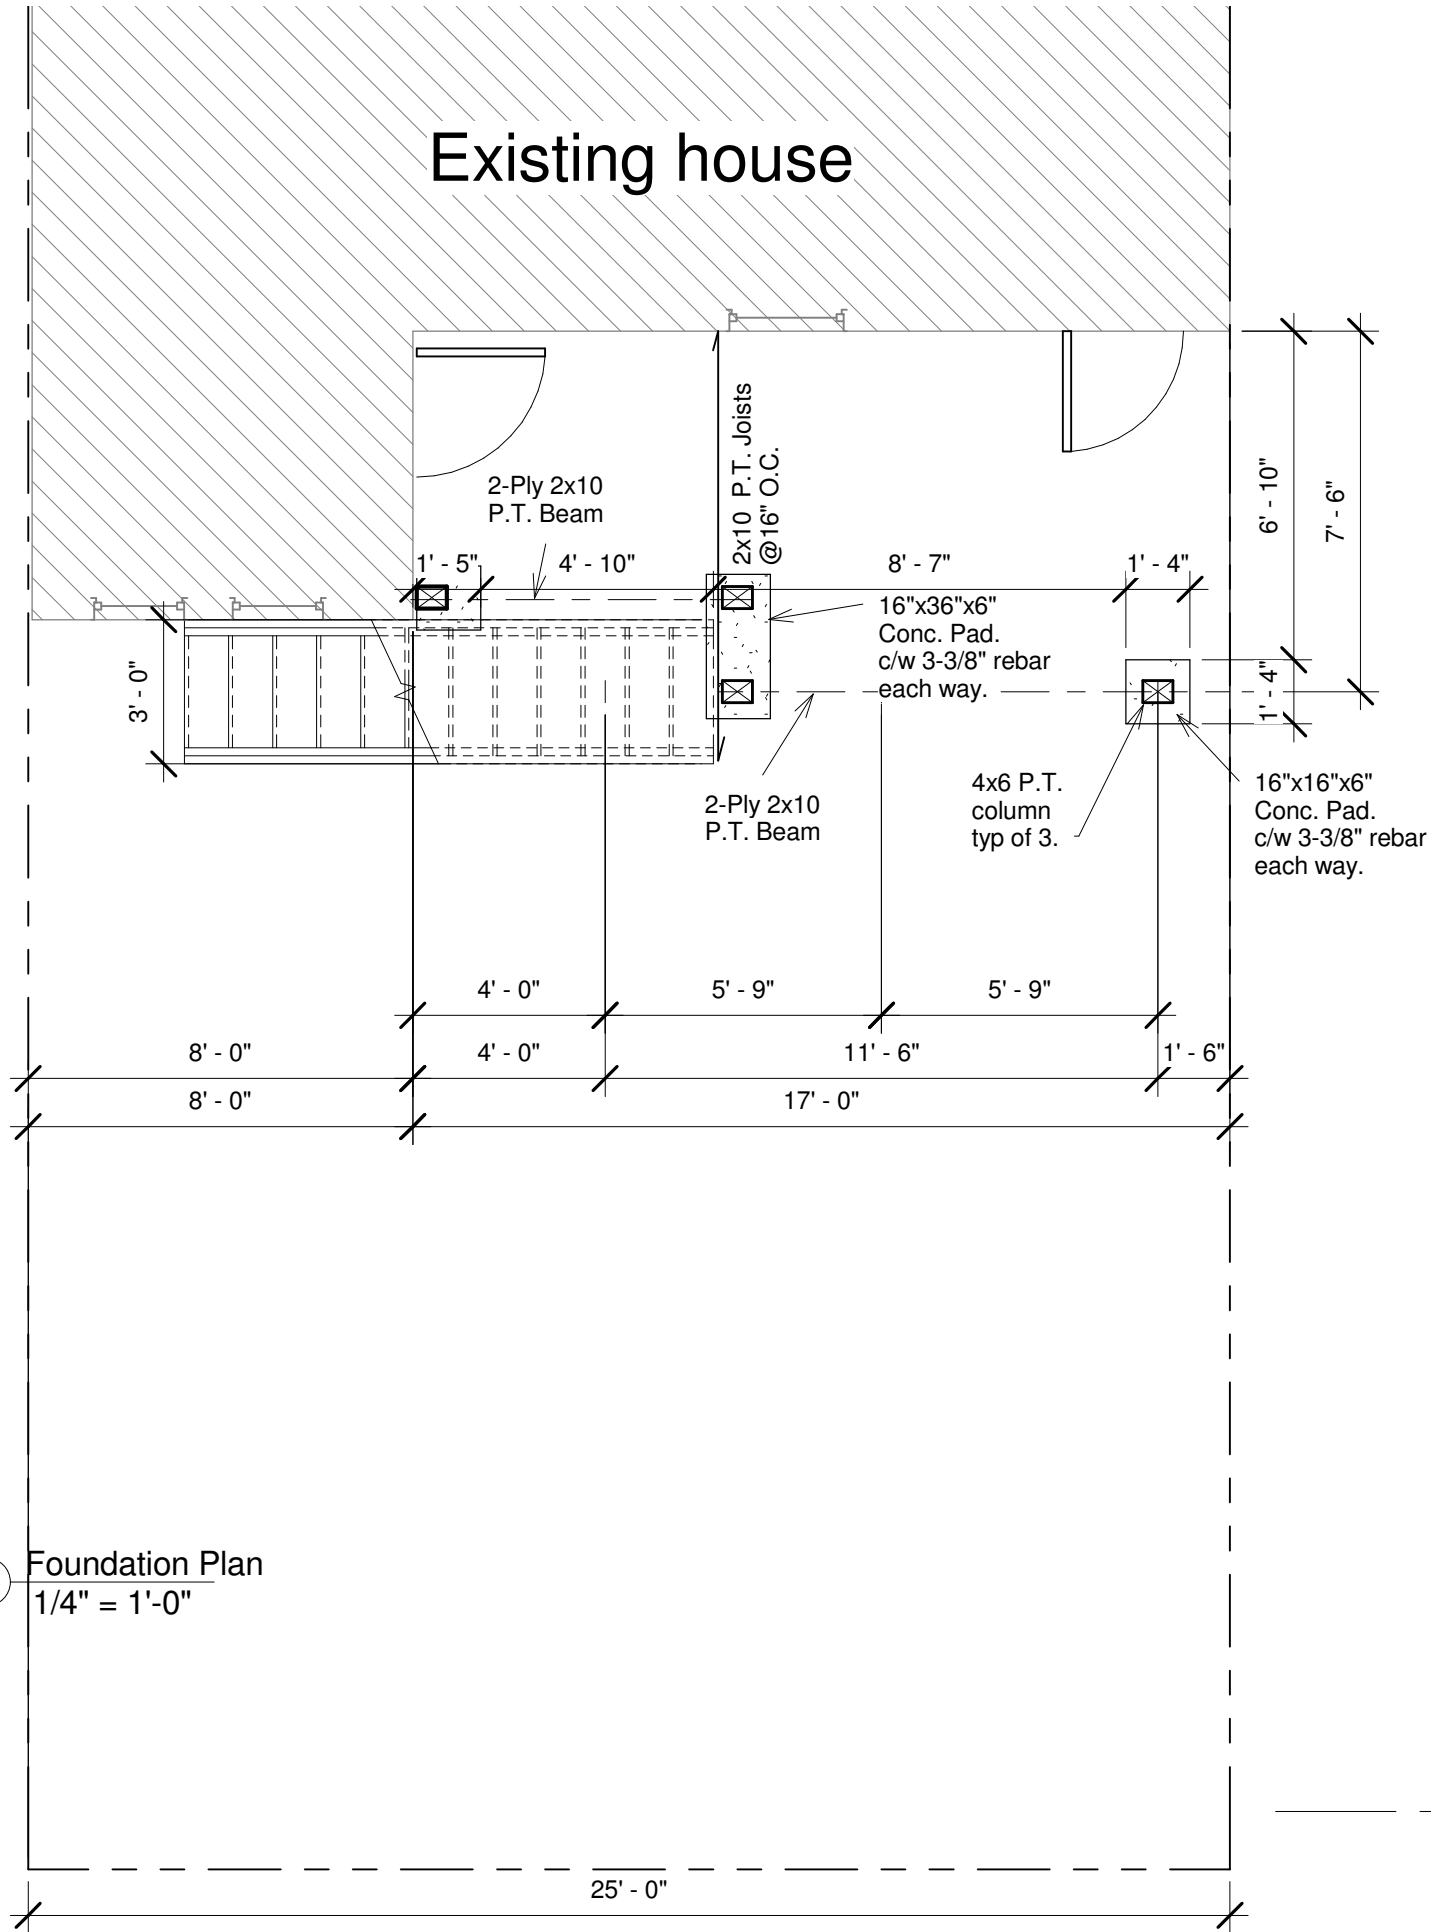 Existing house
2-Ply 2x10
P.T. Beam
2x10 P.T. Joists
@16" O.C.
1' - 5"
4' - 10"
8' - 7"
1' - 4"
6' - 10"
7' - 6"
16"x36"x6"
Conc. Pad.
c/w 3-3/8" rebar
each way.
3' - 0"
1' - 4"
2-Ply 2x10
P.T. Beam
4x6 P.T.
column
typ of 3.
16"x16"x6"
Conc. Pad.
c/w 3-3/8" rebar
each way.
4' - 0"
5' - 9"
5' - 9"
8' - 0"
4' - 0"
11' - 6"
1' - 6"
8' - 0"
17' - 0"
Foundation Plan
1/4" = 1'-0"
25' - 0"